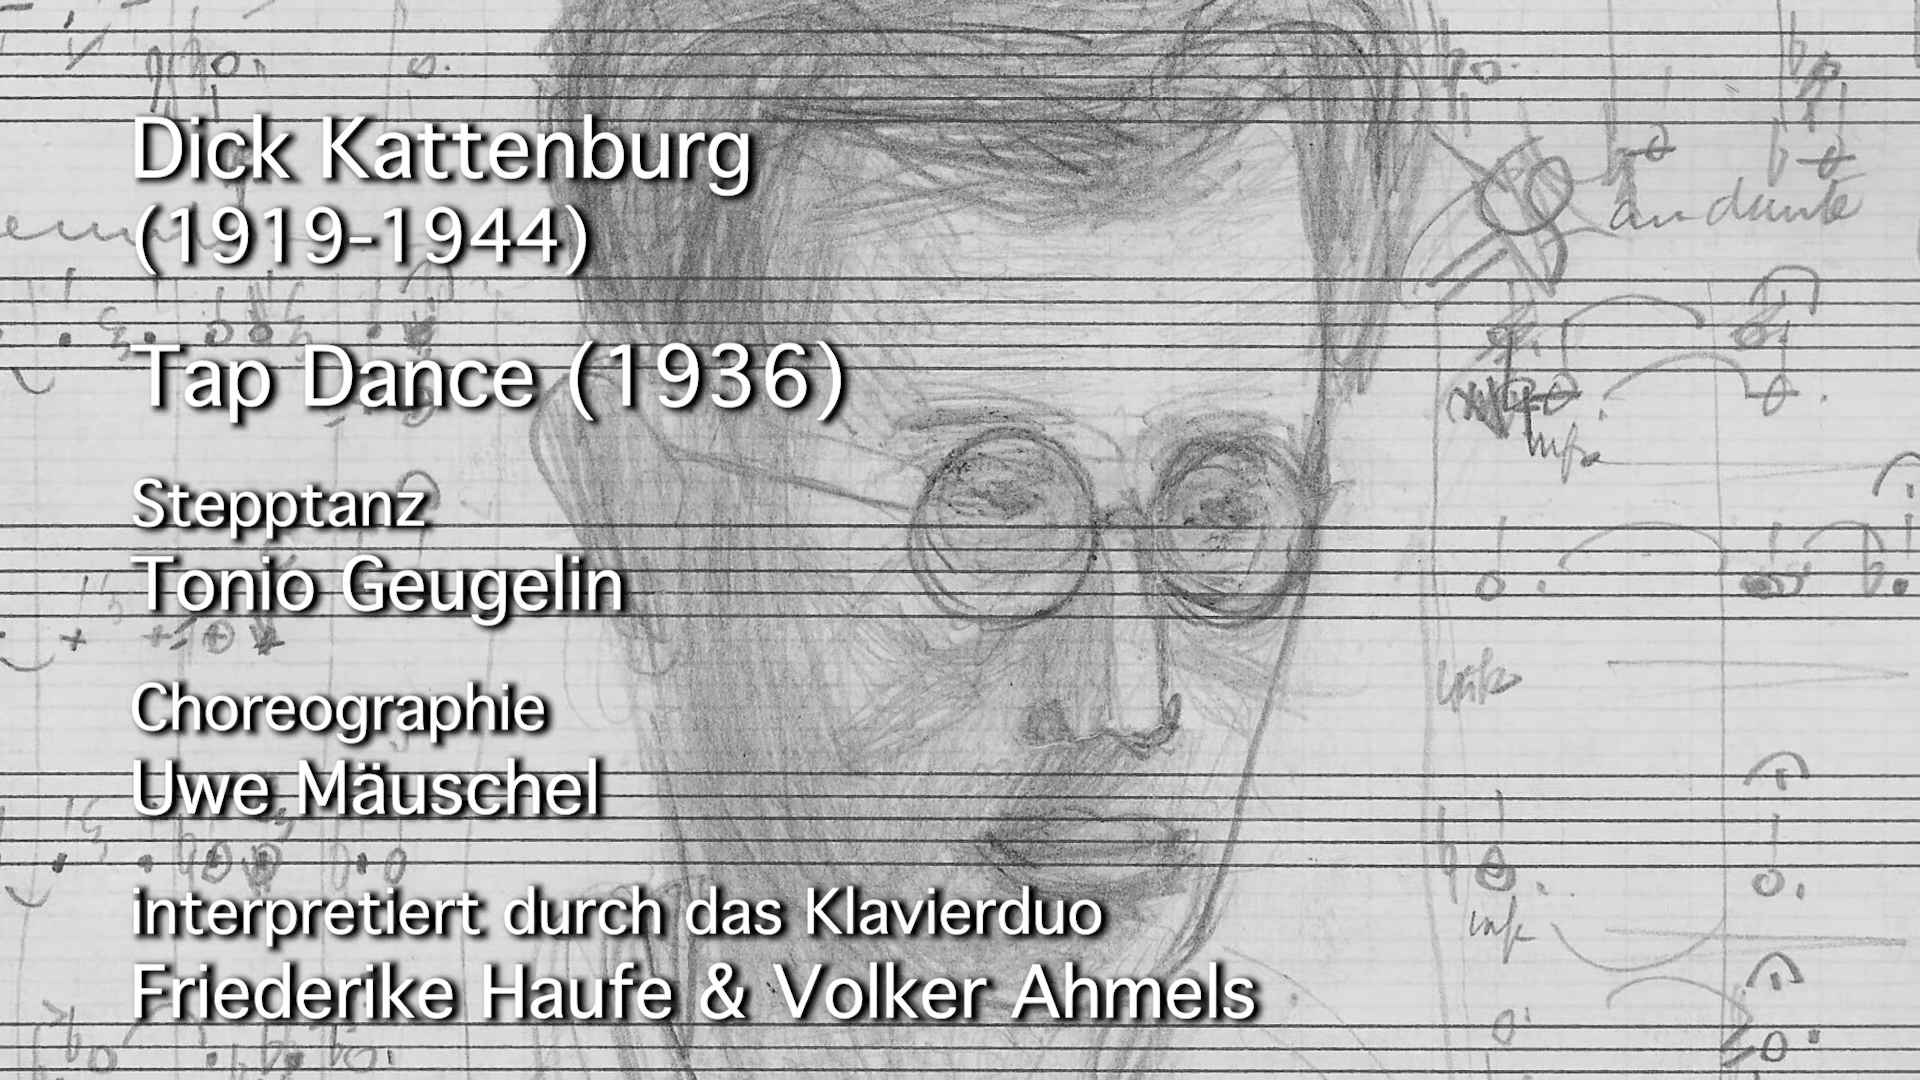 Dick Kattenburg
(1919-1944)
Tap Dance (1936)
Stepptanz
Tonio Geugelin
Choreographie
Uwe Mäuschel
interpretiert durch das Klavierduo
Friederike Haufe & Volker Ahmels
andante